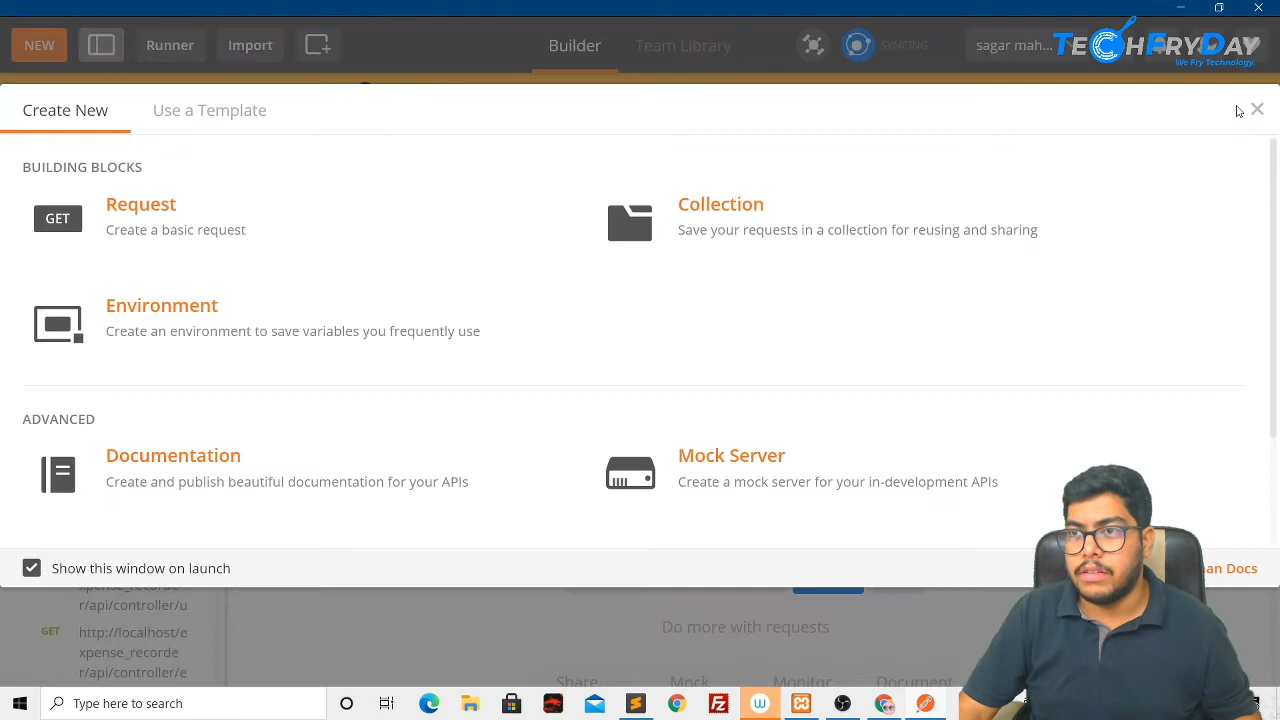 NEW
Runner
Import
Builder
Team Library
SYNCING
sagar mah...
TECHFRYDAY
We Fry Technology.
Create New
Use a Template
BUILDING BLOCKS
GET
Request
Create a basic request
Collection
Save your requests in a collection for reusing and sharing
Environment
Create an environment to save variables you frequently use
ADVANCED
Documentation
Create and publish beautiful documentation for your APIs
Mock Server
Create a mock server for your in-development APIs
Show this window on launch
an Docs
xpense_recorde
r/api/controller/u
GET
http://localhost/e
xpense_recorde
r/api/controller/e
Do more with requests
Share
Mock
Monitor
Document
Type here to search